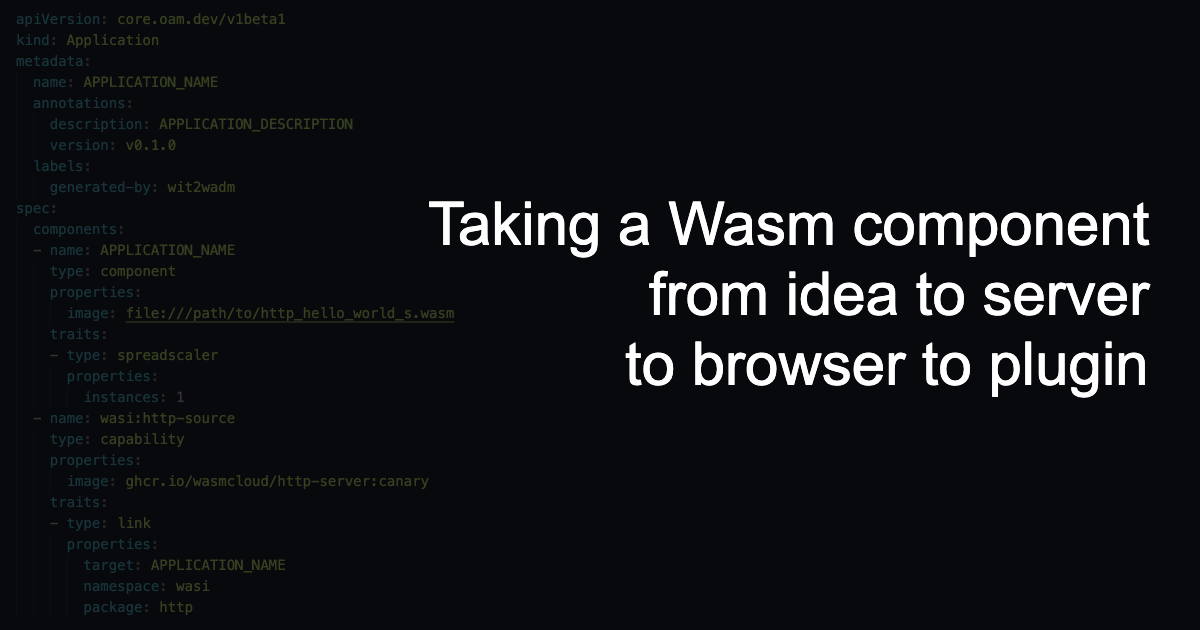 apiVersion: core.oam.dev/v1beta1
kind: Application
metadata:
  name: APPLICATION_NAME
  annotations:
    description: APPLICATION_DESCRIPTION
    version: v0.1.0
  labels:
    generated-by: wit2wadm
spec:
  components:
  - name: APPLICATION_NAME
    type: component
    properties:
      image: file:///path/to/http_hello_world_s.wasm
    traits:
    - type: spreadscaler
      properties:
        instances: 1
  - name: wasi:http-source
    type: capability
    properties:
      image: ghcr.io/wasmcloud/http-server:canary
    traits:
    - type: link
      properties:
        target: APPLICATION_NAME
        namespace: wasi
        package: http
Taking a Wasm component
from idea to server
to browser to plugin